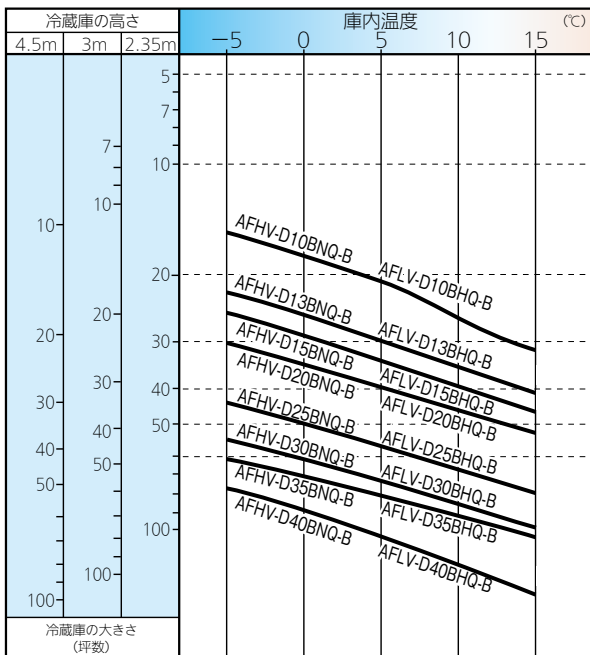 冷蔵庫の高さ
4.5m 3m 2.35m
庫内温度 (℃)
−5 0 5 10 15
5
7
7
10
10
10
20
20
20
30
30
30
40
40
40
50
50
50
100
100
100
AFHV-D10BNQ-B
AFLV-D10BHQ-B
AFHV-D13BNQ-B
AFLV-D13BHQ-B
AFHV-D15BNQ-B
AFLV-D15BHQ-B
AFHV-D20BNQ-B
AFLV-D20BHQ-B
AFHV-D25BNQ-B
AFLV-D25BHQ-B
AFHV-D30BNQ-B
AFLV-D30BHQ-B
AFHV-D35BNQ-B
AFLV-D35BHQ-B
AFHV-D40BNQ-B
AFLV-D40BHQ-B
冷蔵庫の大きさ
(坪数)